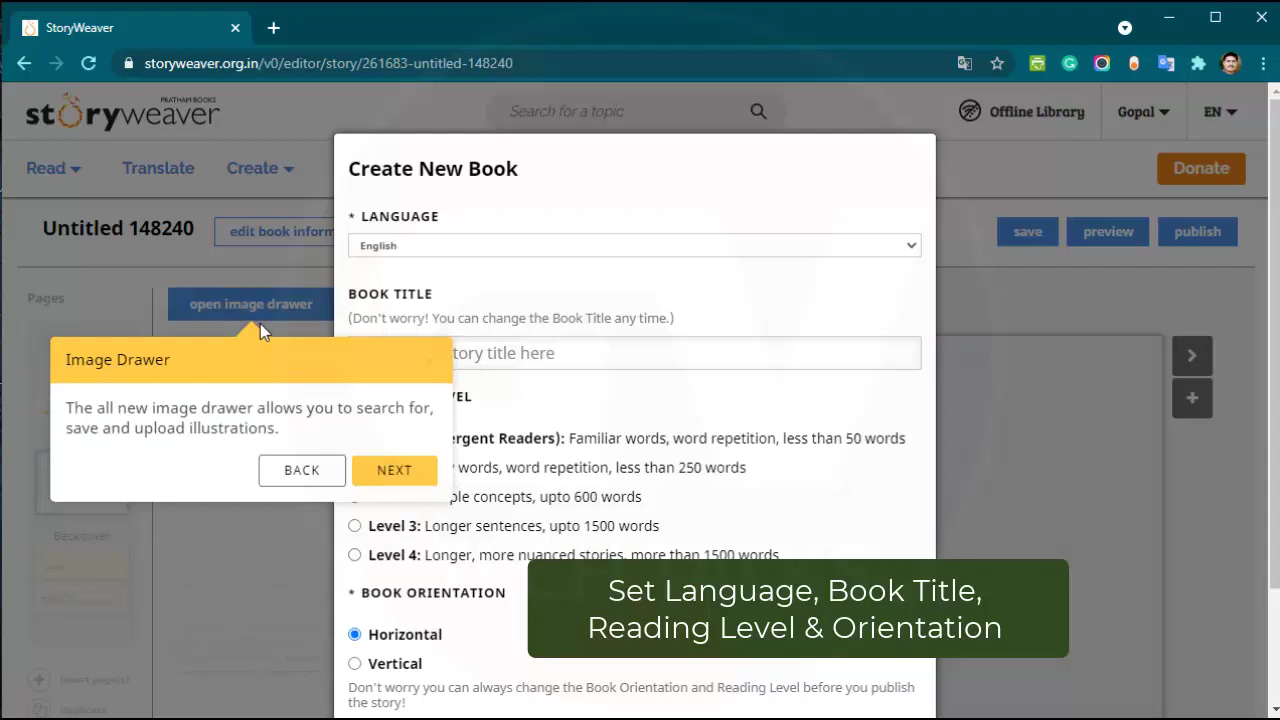 StoryWeaver
storyweaver.org.in/v0/editor/story/261683-untitled-148240
PRATHAM BOOKS
storyweaver
Search for a topic
Offline Library
Gopal
EN
Read
Translate
Create
Donate
Untitled 148240
edit book inform
save
preview
publish
Pages
open image drawer
Create New Book
* LANGUAGE
English
BOOK TITLE
(Don't worry! You can change the Book Title any time.)
tory title here
Image Drawer
The all new image drawer allows you to search for,
save and upload illustrations.
BACK
NEXT
VEL
ergent Readers): Familiar words, word repetition, less than 50 words
words, word repetition, less than 250 words
ple concepts, upto 600 words
Level 3: Longer sentences, upto 1500 words
Level 4: Longer, more nuanced stories, more than 1500 words
* BOOK ORIENTATION
Horizontal
Vertical
Don't worry you can always change the Book Orientation and Reading Level before you publish
the story!
Back cover
Insert page(s)
duplicate
Set Language, Book Title,
Reading Level & Orientation